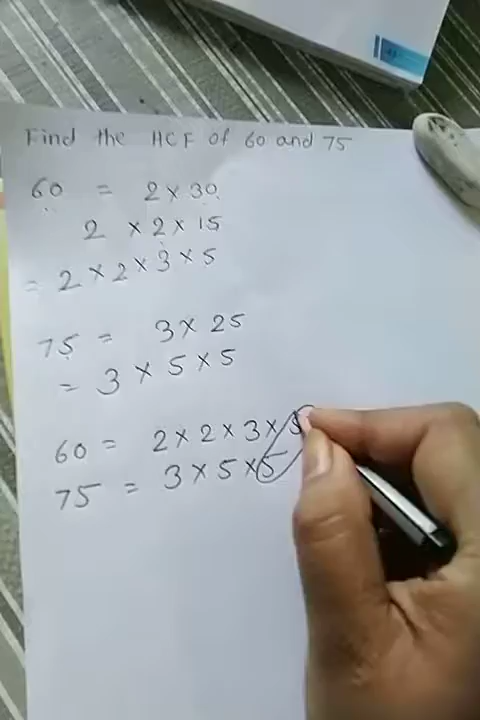 Find the HCF of 60 and 75
60 = 2 × 30
2 × 2 × 15
= 2 × 2 × 3 × 5
75 = 3 × 25
= 3 × 5 × 5
60 = 2 × 2 × 3 × 5
75 = 3 × 5 × 5